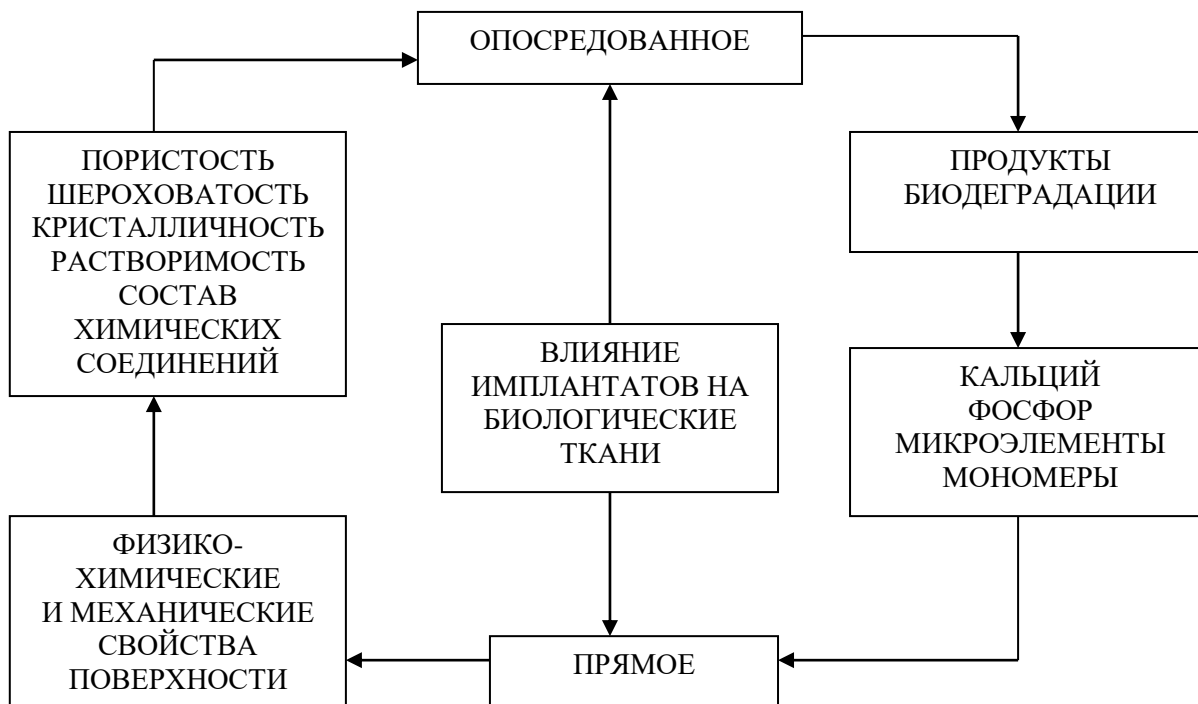 ОПОСРЕДОВАННОЕ
ПОРИСТОСТЬ
ШЕРОХОВАТОСТЬ
КРИСТАЛЛИЧНОСТЬ
РАСТВОРИМОСТЬ
СОСТАВ
ХИМИЧЕСКИХ
СОЕДИНЕНИЙ
ПРОДУКТЫ
БИОДЕГРАДАЦИИ
ВЛИЯНИЕ
ИМПЛАНТАТОВ НА
БИОЛОГИЧЕСКИЕ
ТКАНИ
КАЛЬЦИЙ
ФОСФОР
МИКРОЭЛЕМЕНТЫ
МОНОМЕРЫ
ФИЗИКО-
ХИМИЧЕСКИЕ
И МЕХАНИЧЕСКИЕ
СВОЙСТВА
ПОВЕРХНОСТИ
ПРЯМОЕ